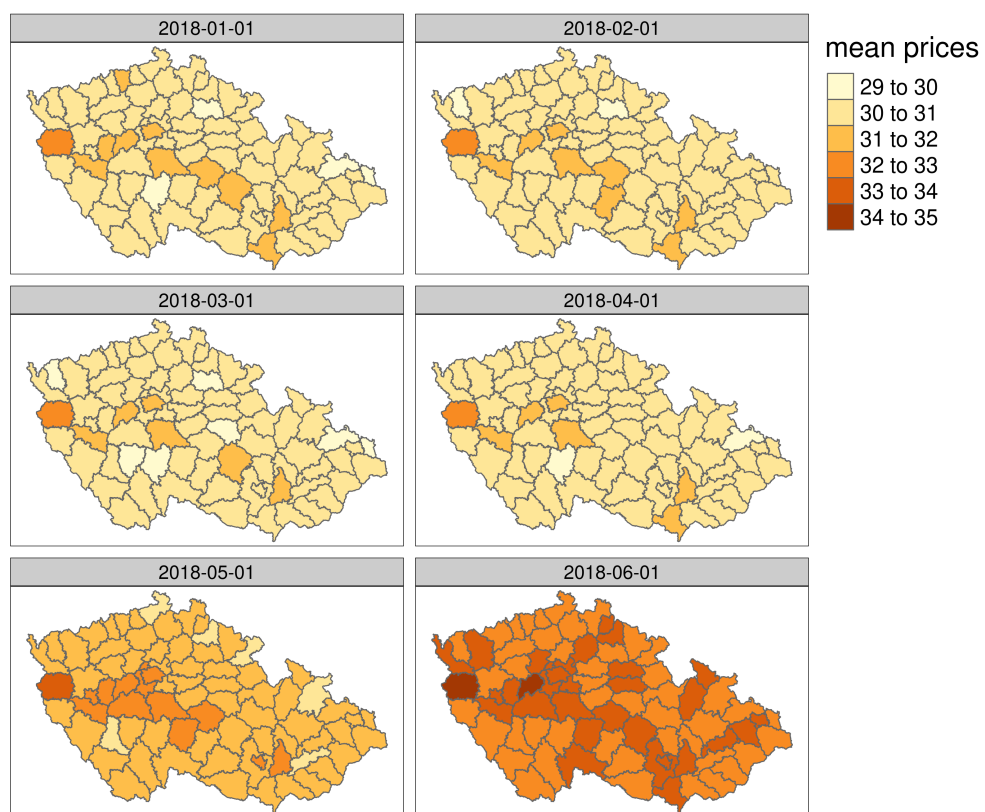 2018-01-01
2018-02-01
mean prices
29 to 30
30 to 31
31 to 32
32 to 33
33 to 34
34 to 35
2018-03-01
2018-04-01
2018-05-01
2018-06-01